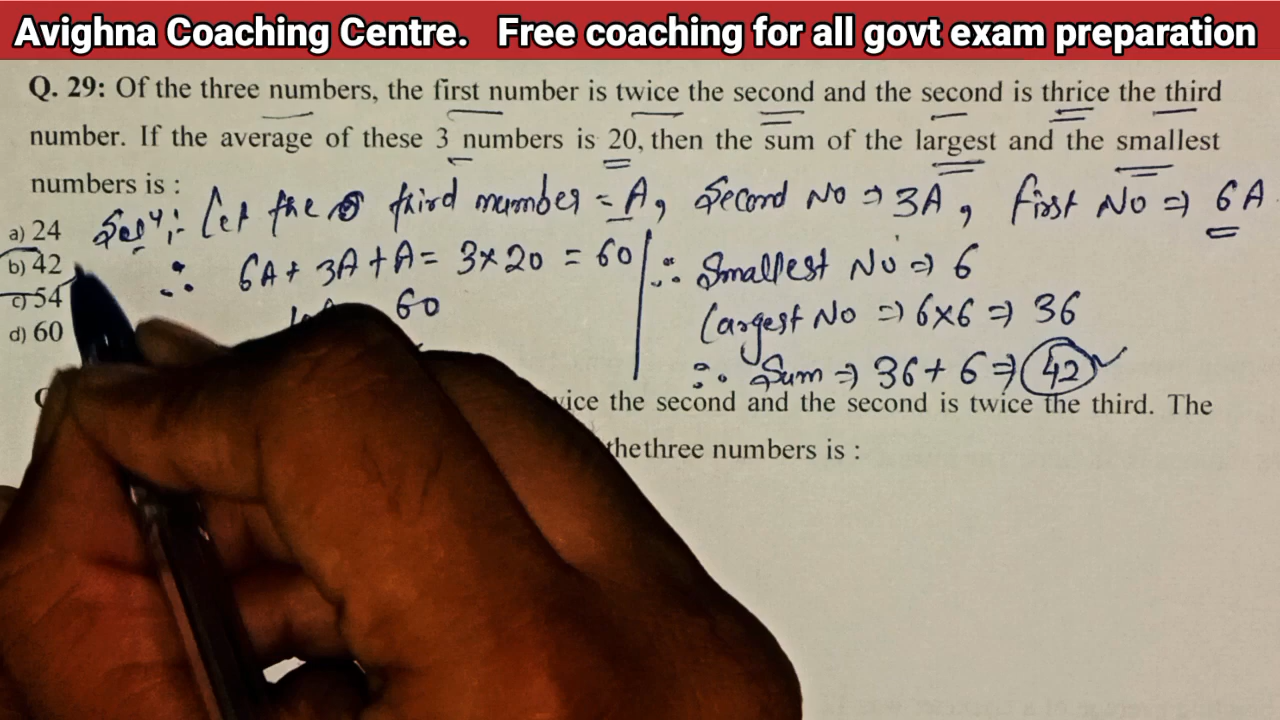 Avighna Coaching Centre. Free coaching for all govt exam preparation
Q. 29: Of the three numbers, the first number is twice the second and the second is thrice the third
number. If the average of these 3 numbers is 20, then the sum of the largest and the smallest
numbers is :
Let the third number = A, Second No ⇒ 3A, first No ⇒ 6A
a) 24
b) 42
c) 54
d) 60
∴ 6A + 3A + A = 3×20 = 60
60
∴ Smallest No ⇒ 6
Largest No ⇒ 6×6 ⇒ 36
∴ Sum ⇒ 36 + 6 ⇒ 42
the second and the second is twice the third. The
thethree numbers is :